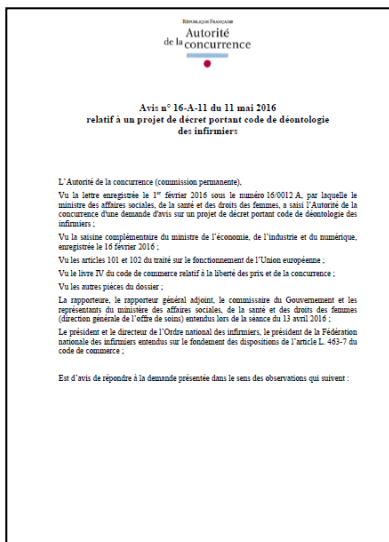 RÉPUBLIQUE FRANÇAISE
Autorité
de la concurrence
Avis n° 16-A-11 du 11 mai 2016
relatif à un projet de décret portant code de déontologie
des infirmiers
L'Autorité de la concurrence (commission permanente),
Vu la lettre enregistrée le 1er février 2016 sous le numéro 16/0012 A, par laquelle le
ministre des affaires sociales, de la santé et des droits des femmes, a saisi l'Autorité de la
concurrence d'une demande d'avis sur un projet de décret portant code de déontologie des
infirmiers ;
Vu la saisine complémentaire du ministre de l'économie, de l'industrie et du numérique,
enregistrée le 16 février 2016 ;
Vu les articles 101 et 102 du traité sur le fonctionnement de l'Union européenne ;
Vu le livre IV du code de commerce relatif à la liberté des prix et de la concurrence ;
Vu les autres pièces du dossier ;
La rapporteure, le rapporteur général adjoint, le commissaire du Gouvernement et les
représentants du ministère des affaires sociales, de la santé et des droits des femmes
(direction générale de l'offre de soins) entendus lors de la séance du 13 avril 2016 ;
Le président et le directeur de l'Ordre national des infirmiers, le président de la Fédération
nationale des infirmiers entendus sur le fondement des dispositions de l'article L. 463-7 du
code de commerce ;
Est d'avis de répondre à la demande présentée dans le sens des observations qui suivent :